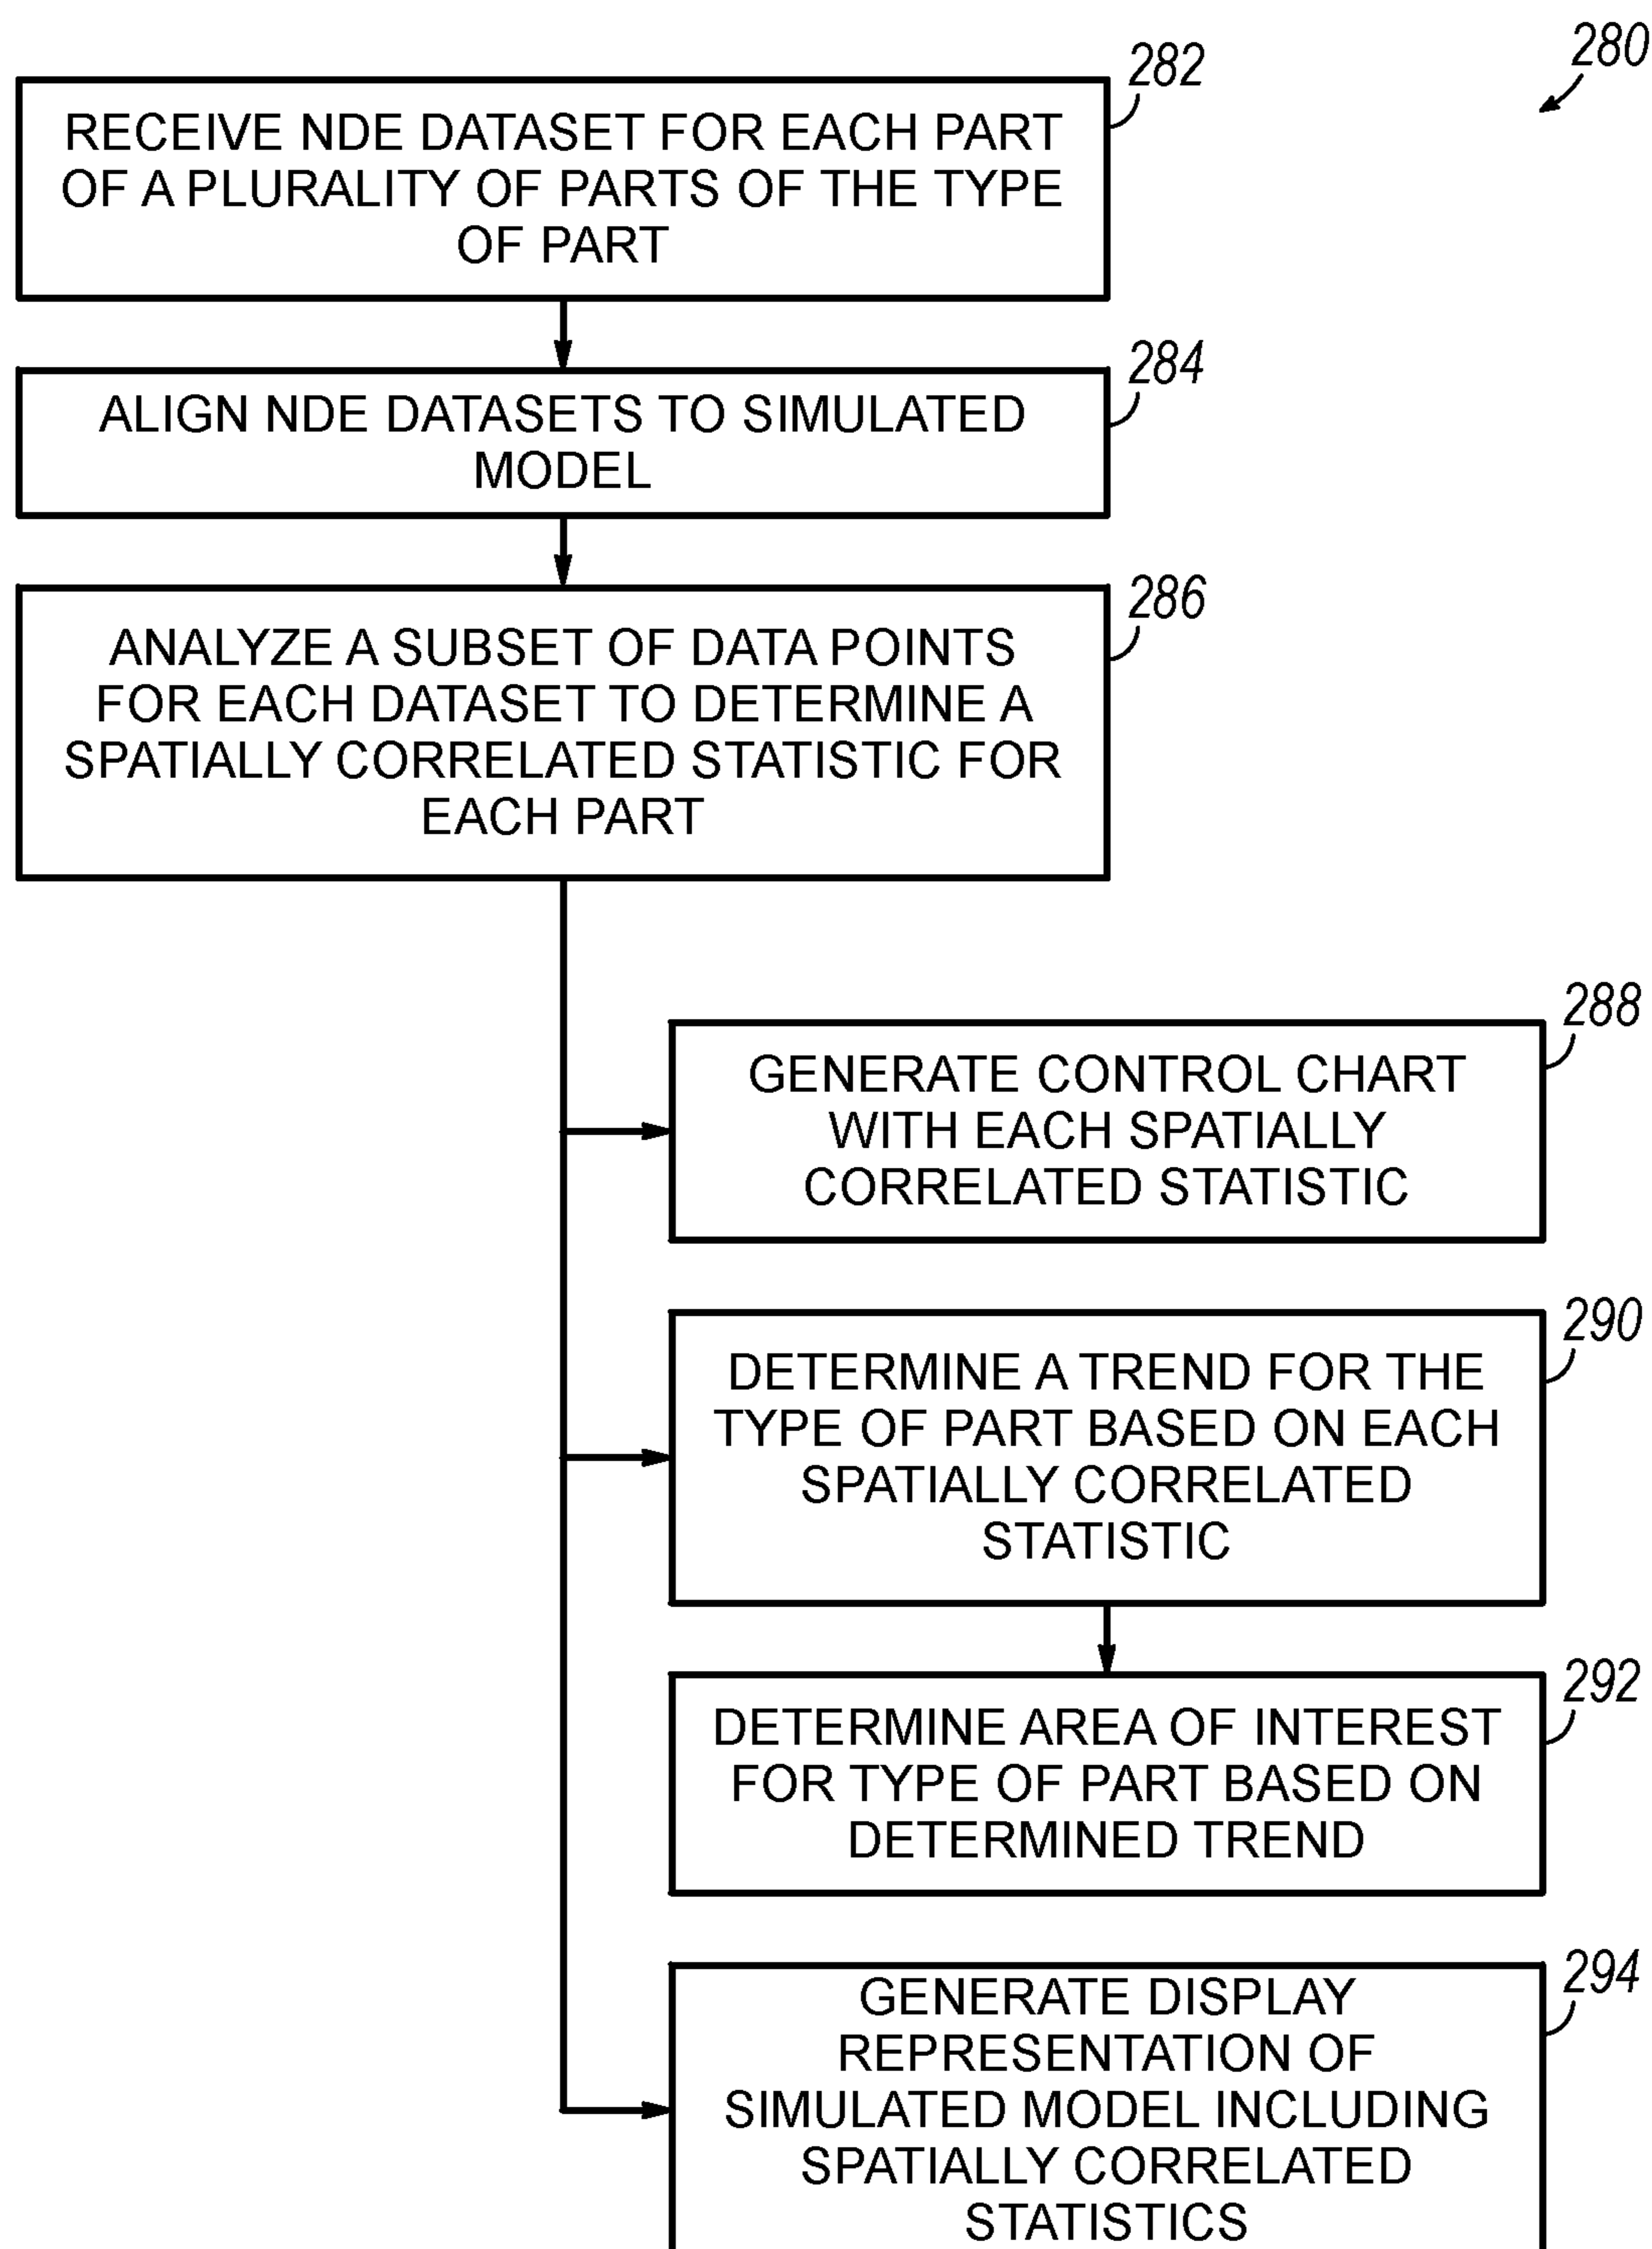 280
282
RECEIVE NDE DATASET FOR EACH PART
OF A PLURALITY OF PARTS OF THE TYPE
OF PART
284
ALIGN NDE DATASETS TO SIMULATED
MODEL
286
ANALYZE A SUBSET OF DATA POINTS
FOR EACH DATASET TO DETERMINE A
SPATIALLY CORRELATED STATISTIC FOR
EACH PART
288
GENERATE CONTROL CHART
WITH EACH SPATIALLY
CORRELATED STATISTIC
290
DETERMINE A TREND FOR THE
TYPE OF PART BASED ON EACH
SPATIALLY CORRELATED
STATISTIC
292
DETERMINE AREA OF INTEREST
FOR TYPE OF PART BASED ON
DETERMINED TREND
294
GENERATE DISPLAY
REPRESENTATION OF
SIMULATED MODEL INCLUDING
SPATIALLY CORRELATED
STATISTICS